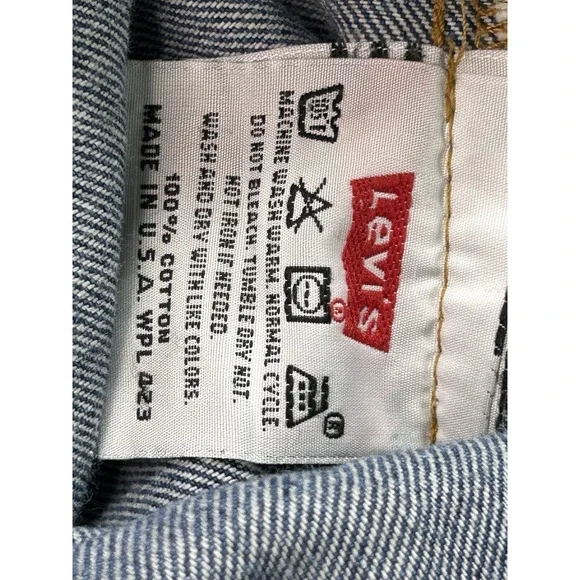 Levi's
®
105°
®
MACHINE WASH WARM. NORMAL CYCLE
DO NOT BLEACH. TUMBLE DRY HOT.
HOT IRON IF NEEDED.
WASH AND DRY WITH LIKE COLORS.
100% COTTON
MADE IN U.S.A. WPL 423